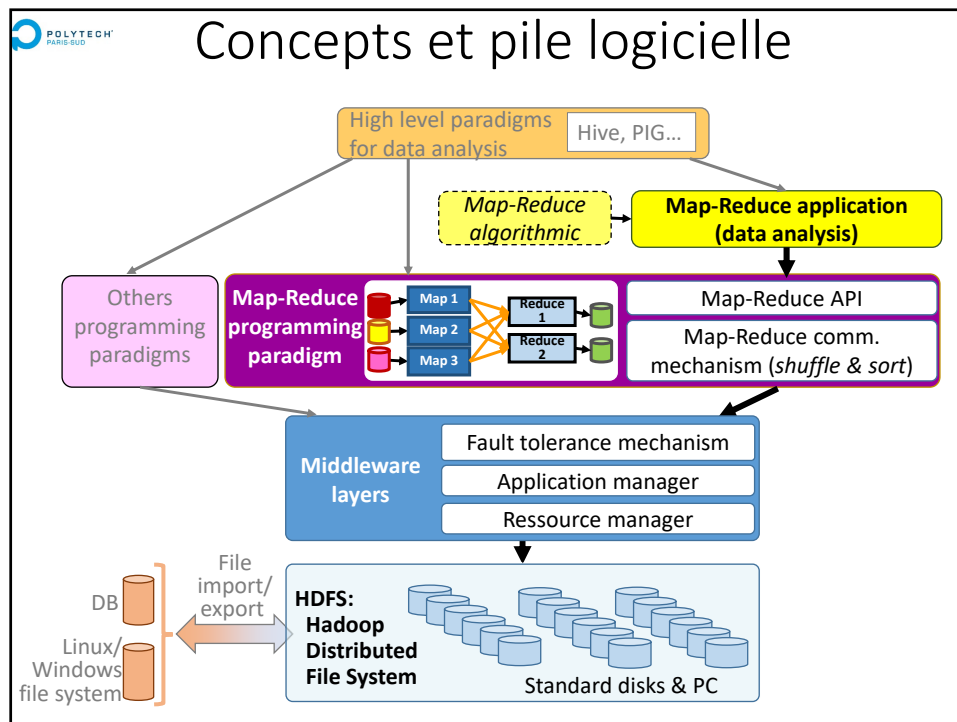 POLYTECH'
PARIS-SUD
Concepts et pile logicielle
High level paradigms
for data analysis
Hive, PIG...
Map-Reduce
algorithmic
Map-Reduce application
(data analysis)
Others
programming
paradigms
Map-Reduce
programming
paradigm
Map 1
Map 2
Map 3
Reduce
1
Reduce
2
Map-Reduce API
Map-Reduce comm.
mechanism (shuffle & sort)
Middleware
layers
Fault tolerance mechanism
Application manager
Ressource manager
DB
Linux/
Windows
file system
File
import/
export
HDFS:
Hadoop
Distributed
File System
Standard disks & PC